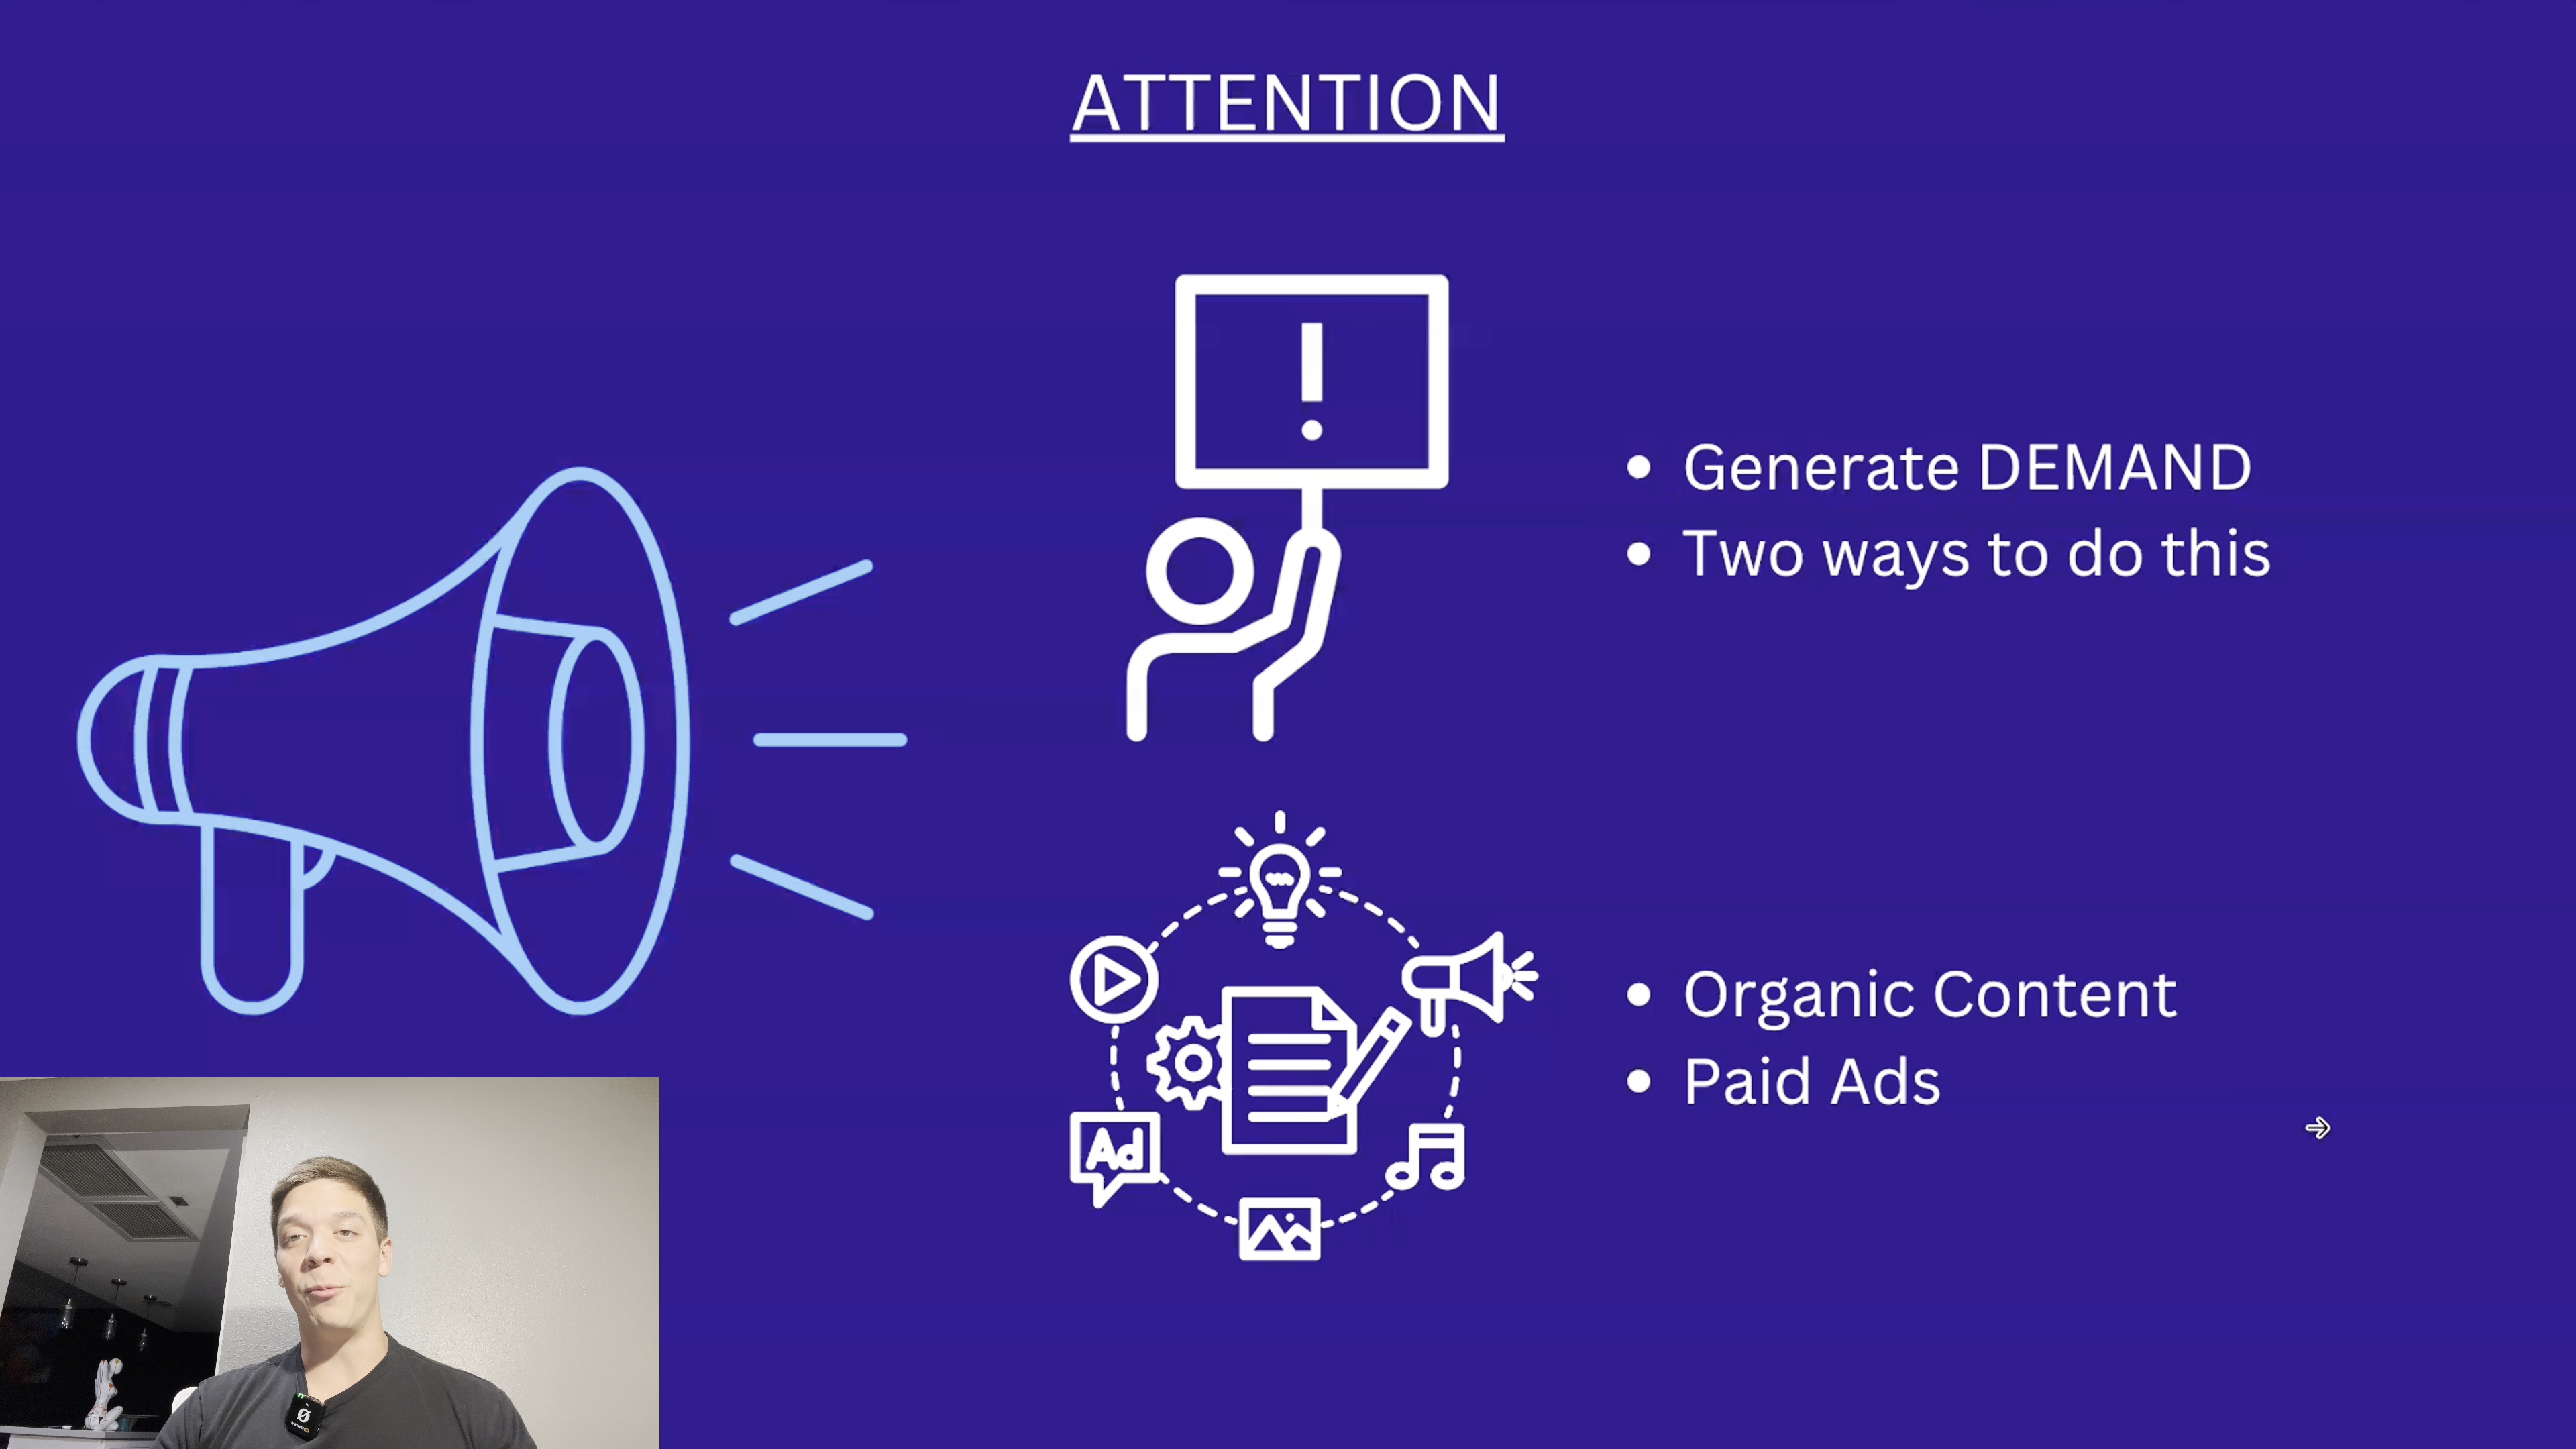 ATTENTION
!
• Generate DEMAND
• Two ways to do this
• Organic Content
• Paid Ads
Ad